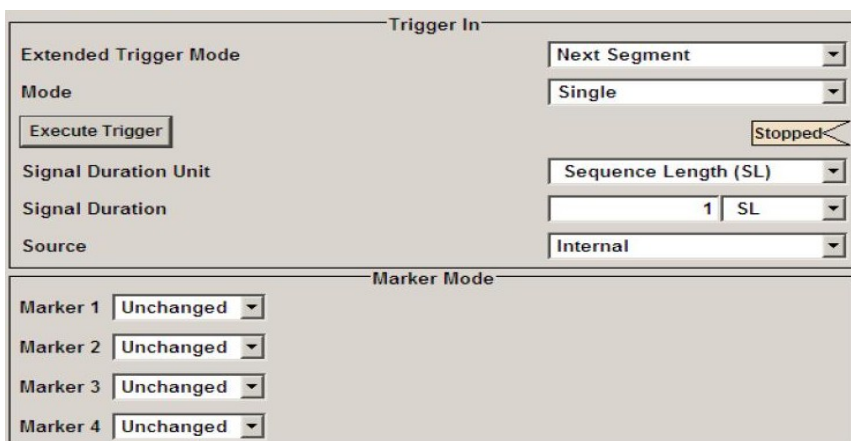 Trigger In
Extended Trigger Mode Next Segment
Mode Single
Execute Trigger Stopped
Signal Duration Unit Sequence Length (SL)
Signal Duration 1 SL
Source Internal
Marker Mode
Marker 1 Unchanged
Marker 2 Unchanged
Marker 3 Unchanged
Marker 4 Unchanged